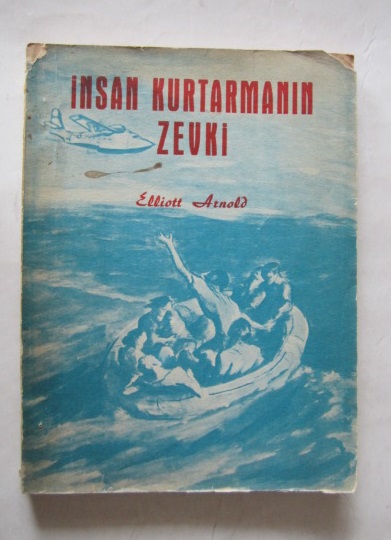 İNSAN KURTARMANIN
ZEVKİ
Elliott Arnold